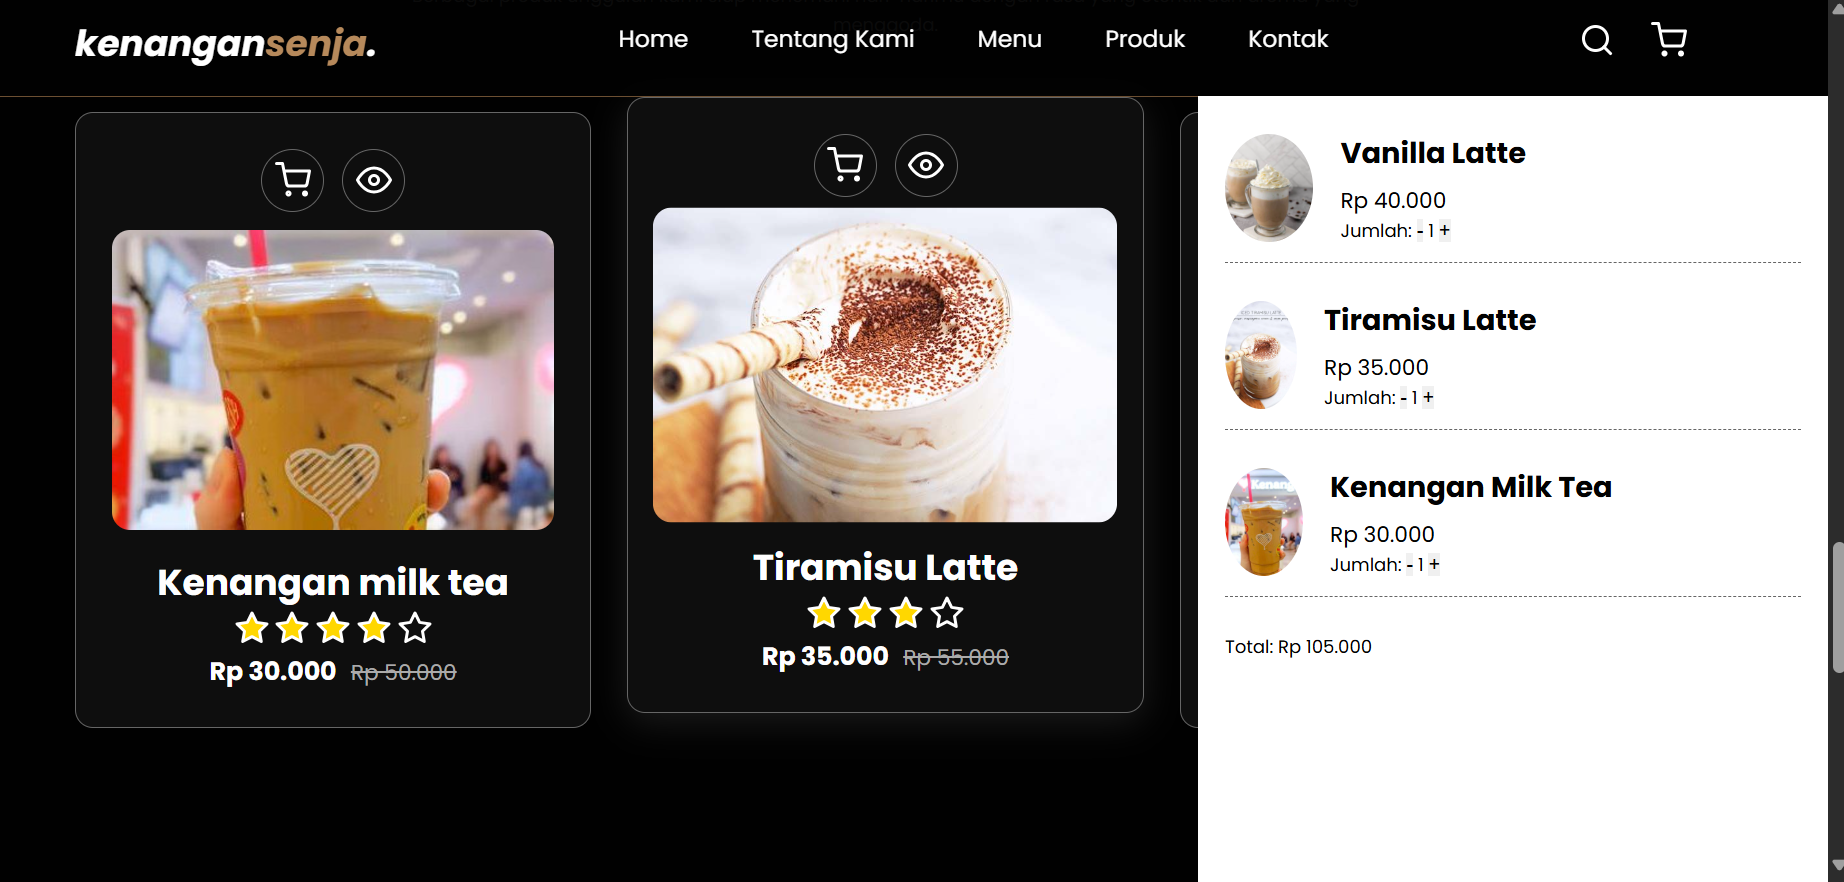 kenangansenja.
Home
Tentang Kami
Menu
Produk
Kontak
Kenangan milk tea
Rp 30.000 Rp 50.000
Tiramisu Latte
Rp 35.000 Rp 55.000
Vanilla Latte
Rp 40.000
Jumlah: - 1 +
Tiramisu Latte
Rp 35.000
Jumlah: - 1 +
Kenangan Milk Tea
Rp 30.000
Jumlah: - 1 +
Total: Rp 105.000